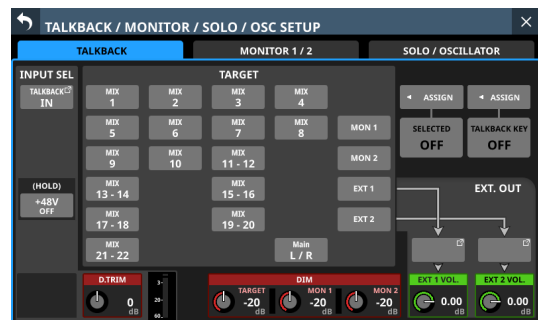 TALKBACK / MONITOR / SOLO / OSC SETUP
TALKBACK
MONITOR 1 / 2
SOLO / OSCILLATOR
INPUT SEL
TARGET
TALKBACK
IN
MIX
1
MIX
2
MIX
3
MIX
4
ASSIGN
ASSIGN
MIX
5
MIX
6
MIX
7
MIX
8
MON 1
SELECTED
OFF
TALKBACK KEY
OFF
MIX
9
MIX
10
MIX
11 - 12
MON 2
(HOLD)
+48V
OFF
MIX
13 - 14
MIX
15 - 16
EXT 1
EXT. OUT
MIX
17 - 18
MIX
19 - 20
EXT 2
MIX
21 - 22
Main
L / R
D.TRIM
0
dB
3-
20-
60.
DIM
TARGET
-20
dB
MON 1
-20
dB
MON 2
-20
dB
EXT 1 VOL.
0.00
dB
EXT 2 VOL.
0.00
dB